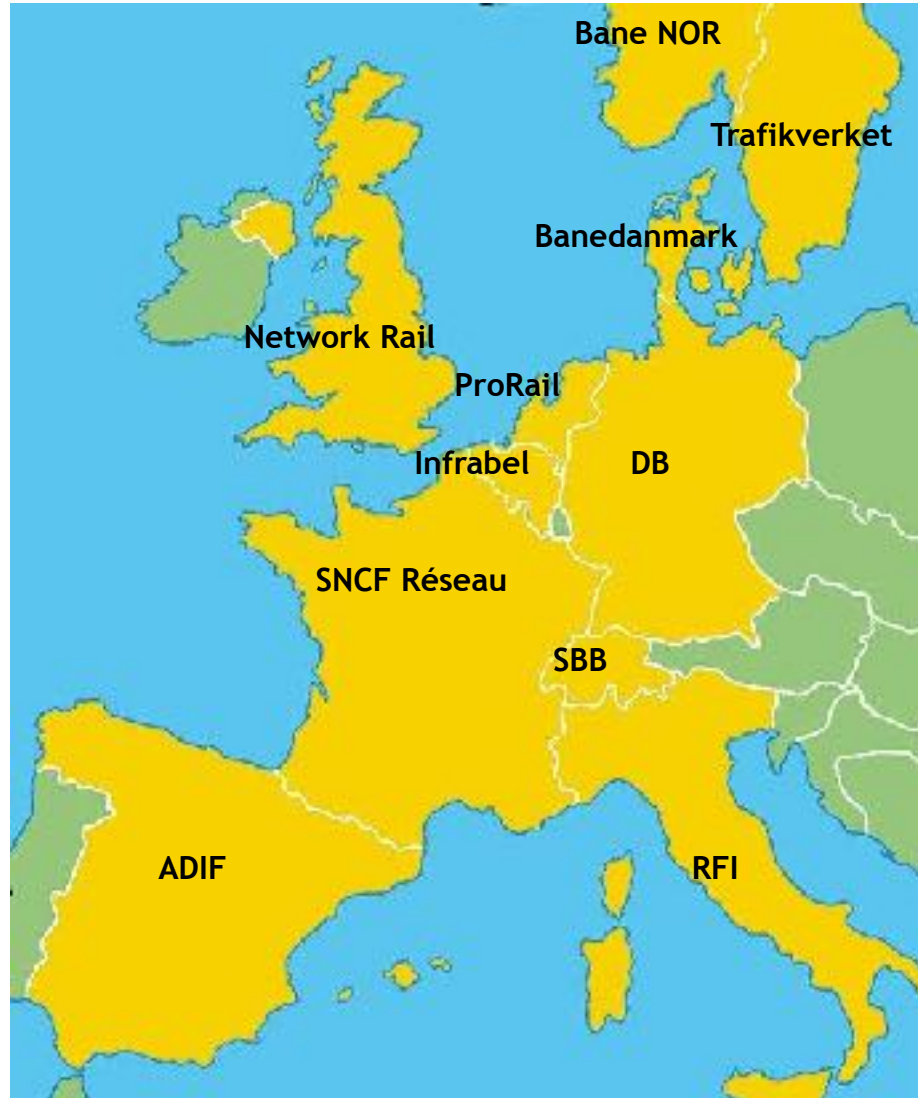 Bane NOR
Trafikverket
Banedanmark
Network Rail
ProRail
Infrabel
DB
SNCF Réseau
SBB
ADIF
RFI